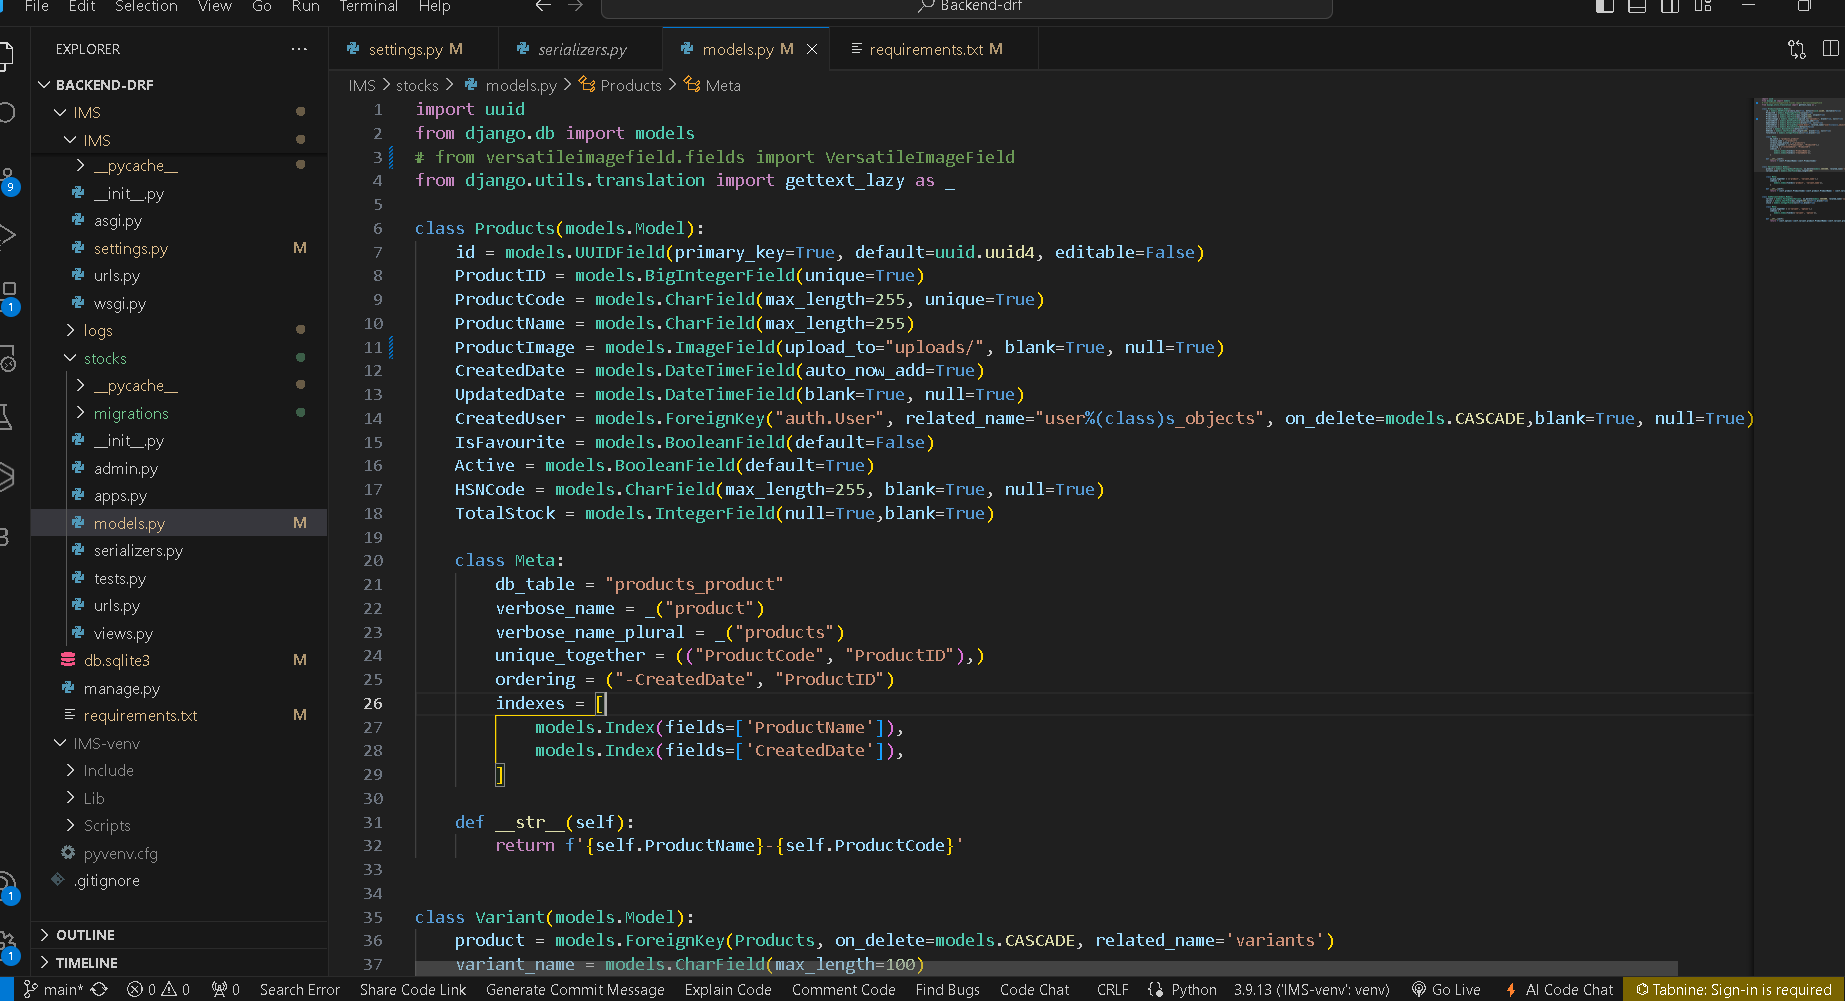 File Edit Selection View Go Run Terminal Help
Backend-drf
EXPLORER
BACKEND-DRF
IMS
IMS
__pycache__
__init__.py
asgi.py
settings.py M
urls.py
wsgi.py
logs
stocks
__pycache__
migrations
__init__.py
admin.py
apps.py
models.py M
serializers.py
tests.py
urls.py
views.py
db.sqlite3 M
manage.py
requirements.txt M
IMS-venv
Include
Lib
Scripts
pyvenv.cfg
.gitignore
OUTLINE
TIMELINE
9
1
1
1
settings.py M serializers.py models.py M requirements.txt M
IMS > stocks > models.py > Products > Meta
1 import uuid
2 from django.db import models
3 # from versatileimagefield.fields import VersatileImageField
4 from django.utils.translation import gettext_lazy as _
5
6 class Products(models.Model):
7 id = models.UUIDField(primary_key=True, default=uuid.uuid4, editable=False)
8 ProductID = models.BigIntegerField(unique=True)
9 ProductCode = models.CharField(max_length=255, unique=True)
10 ProductName = models.CharField(max_length=255)
11 ProductImage = models.ImageField(upload_to="uploads/", blank=True, null=True)
12 CreatedDate = models.DateTimeField(auto_now_add=True)
13 UpdatedDate = models.DateTimeField(blank=True, null=True)
14 CreatedUser = models.ForeignKey("auth.User", related_name="user%(class)s_objects", on_delete=models.CASCADE,blank=True, null=True)
15 IsFavourite = models.BooleanField(default=False)
16 Active = models.BooleanField(default=True)
17 HSNCode = models.CharField(max_length=255, blank=True, null=True)
18 TotalStock = models.IntegerField(null=True,blank=True)
19
20 class Meta:
21 db_table = "products_product"
22 verbose_name = _("product")
23 verbose_name_plural = _("products")
24 unique_together = (("ProductCode", "ProductID"),)
25 ordering = ("-CreatedDate", "ProductID")
26 indexes = [
27 models.Index(fields=['ProductName']),
28 models.Index(fields=['CreatedDate']),
29 ]
30
31 def __str__(self):
32 return f'{self.ProductName}-{self.ProductCode}'
33
34
35 class Variant(models.Model):
36 product = models.ForeignKey(Products, on_delete=models.CASCADE, related_name='variants')
37 variant_name = models.CharField(max_length=100)
main* 0 0 0 Search Error Share Code Link Generate Commit Message Explain Code Comment Code Find Bugs Code Chat CRLF Python 3.9.13 ('IMS-venv': venv) Go Live AI Code Chat Tabnine: Sign-in is required